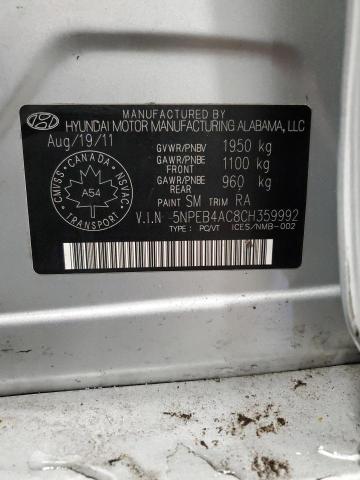 MANUFACTURED BY
HYUNDAI MOTOR MANUFACTURING ALABAMA, LLC
Aug/19/11
GVWR/PNBV 1950 kg
GAWR/PNBE FRONT 1100 kg
GAWR/PNBE REAR 960 kg
PAINT SM TRIM RA
V.I.N 5NPEB4AC8CH359992
TYPE: PC/VT ICES/NMB-002
CANADA
CMVSS
NSVAC
A54
TRANSPORT